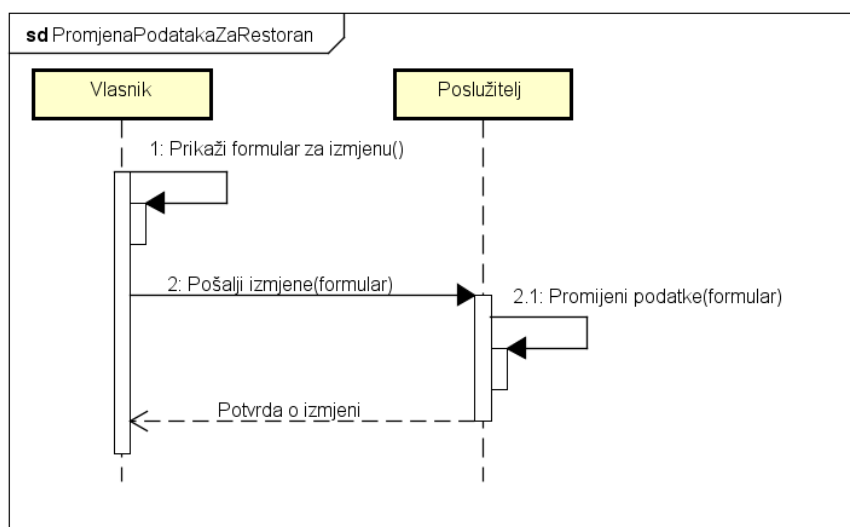 sd PromjenaPodatakaZaRestoran
Vlasnik
Poslužitelj
1: Prikaži formular za izmjenu()
2: Pošalji izmjene(formular)
2.1: Promijeni podatke(formular)
Potvrda o izmjeni